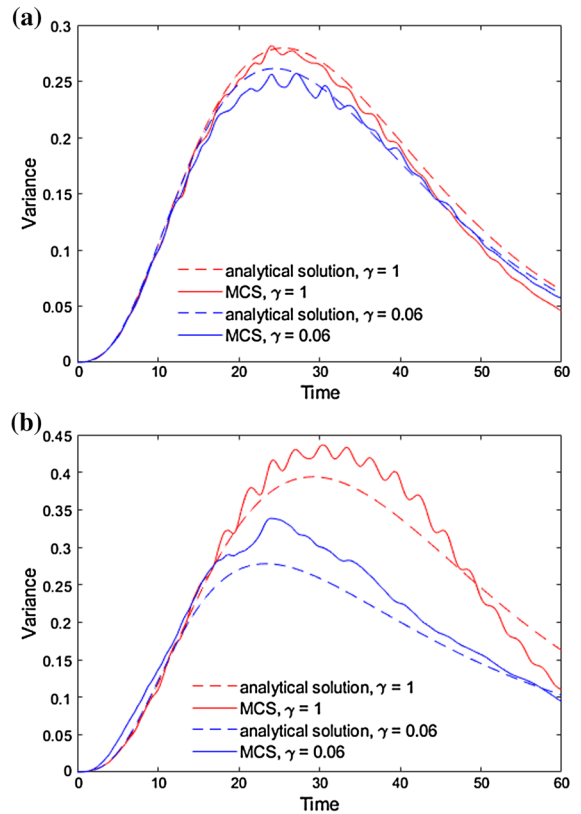 (a)
0.3
0.25
0.2
0.15
0.1
0.05
0
Variance
analytical solution, γ = 1
MCS, γ = 1
analytical solution, γ = 0.06
MCS, γ = 0.06
0 10 20 30 40 50 60
Time
(b)
0.45
0.4
0.35
0.3
0.25
0.2
0.15
0.1
0.05
0
Variance
analytical solution, γ = 1
MCS, γ = 1
analytical solution, γ = 0.06
MCS, γ = 0.06
0 10 20 30 40 50 60
Time